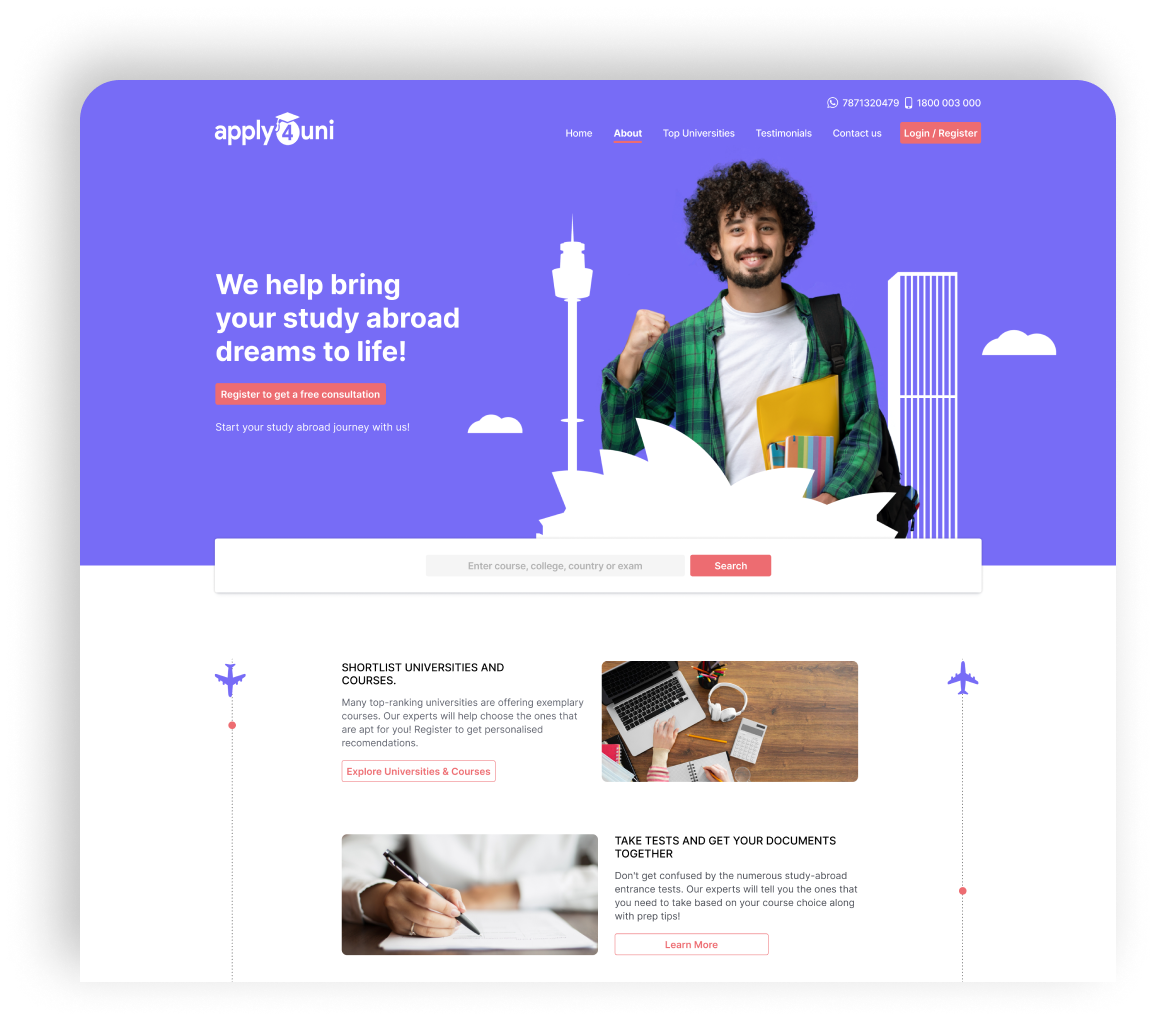 7871320479 1800 003 000
apply4uni
Home About Top Universities Testimonials Contact us Login / Register
We help bring
your study abroad
dreams to life!
Register to get a free consultation
Start your study abroad journey with us!
Enter course, college, country or exam Search
SHORTLIST UNIVERSITIES AND
COURSES.
Many top-ranking universities are offering exemplary
courses. Our experts will help choose the ones that
are apt for you! Register to get personalised
recomendations.
Explore Universities & Courses
TAKE TESTS AND GET YOUR DOCUMENTS
TOGETHER
Don't get confused by the numerous study-abroad
entrance tests. Our experts will tell you the ones that
you need to take based on your course choice along
with prep tips!
Learn More